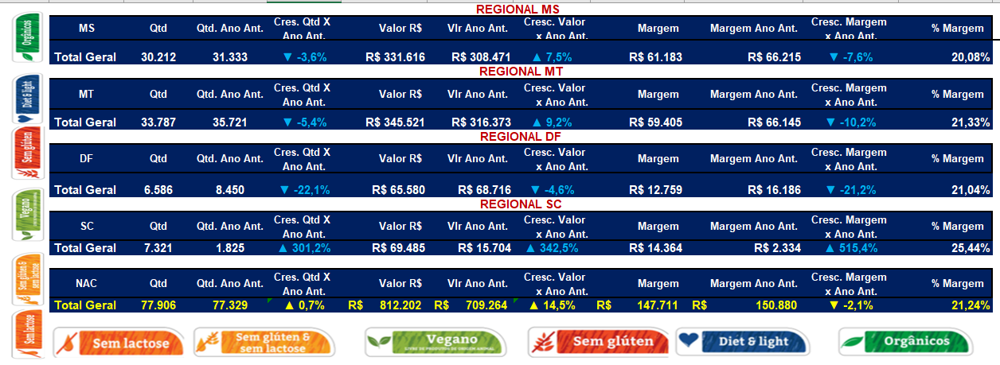 REGIONAL MS
MS Qtd Qtd. Ano Ant. Cres. Qtd X Ano Ant. Valor R$ Vlr Ano Ant. Cresc. Valor x Ano Ant. Margem Margem Ano Ant. Cresc. Margem x Ano Ant. % Margem
Total Geral 30.212 31.333 ▼ -3,6% R$ 331.616 R$ 308.471 ▲ 7,5% R$ 61.183 R$ 66.215 ▼ -7,6% 20,08%
REGIONAL MT
MT Qtd Qtd. Ano Ant. Cres. Qtd X Ano Ant. Valor R$ Vlr Ano Ant. Cresc. Valor x Ano Ant. Margem Margem Ano Ant. Cresc. Margem x Ano Ant. % Margem
Total Geral 33.787 35.721 ▼ -5,4% R$ 345.521 R$ 316.373 ▲ 9,2% R$ 59.405 R$ 66.145 ▼ -10,2% 21,33%
REGIONAL DF
DF Qtd Qtd. Ano Ant. Cres. Qtd X Ano Ant. Valor R$ Vlr Ano Ant. Cresc. Valor x Ano Ant. Margem Margem Ano Ant. Cresc. Margem x Ano Ant. % Margem
Total Geral 6.586 8.450 ▼ -22,1% R$ 65.580 R$ 68.716 ▼ -4,6% R$ 12.759 R$ 16.186 ▼ -21,2% 21,04%
REGIONAL SC
SC Qtd Qtd. Ano Ant. Cres. Qtd X Ano Ant. Valor R$ Vlr Ano Ant. Cresc. Valor x Ano Ant. Margem Margem Ano Ant. Cresc. Margem x Ano Ant. % Margem
Total Geral 7.321 1.825 ▲ 301,2% R$ 69.485 R$ 15.704 ▲ 342,5% R$ 14.364 R$ 2.334 ▲ 515,4% 25,44%
NAC Qtd Qtd. Ano Ant. Cres. Qtd X Ano Ant. Valor R$ Vlr Ano Ant. Cresc. Valor x Ano Ant. Margem Margem Ano Ant. Cresc. Margem x Ano Ant. % Margem
Total Geral 77.906 77.329 ▲ 0,7% R$ 812.202 R$ 709.264 ▲ 14,5% R$ 147.711 R$ 150.880 ▼ -2,1% 21,24%
Orgânicos
Diet & light
Sem glúten
Vegano
Sem glúten &
sem lactose
Sem lactose
Sem lactose
Sem glúten &
sem lactose
Vegano
LIVRE DE PRODUTOS DE ORIGEM ANIMAL
Sem glúten
Diet & light
Orgânicos